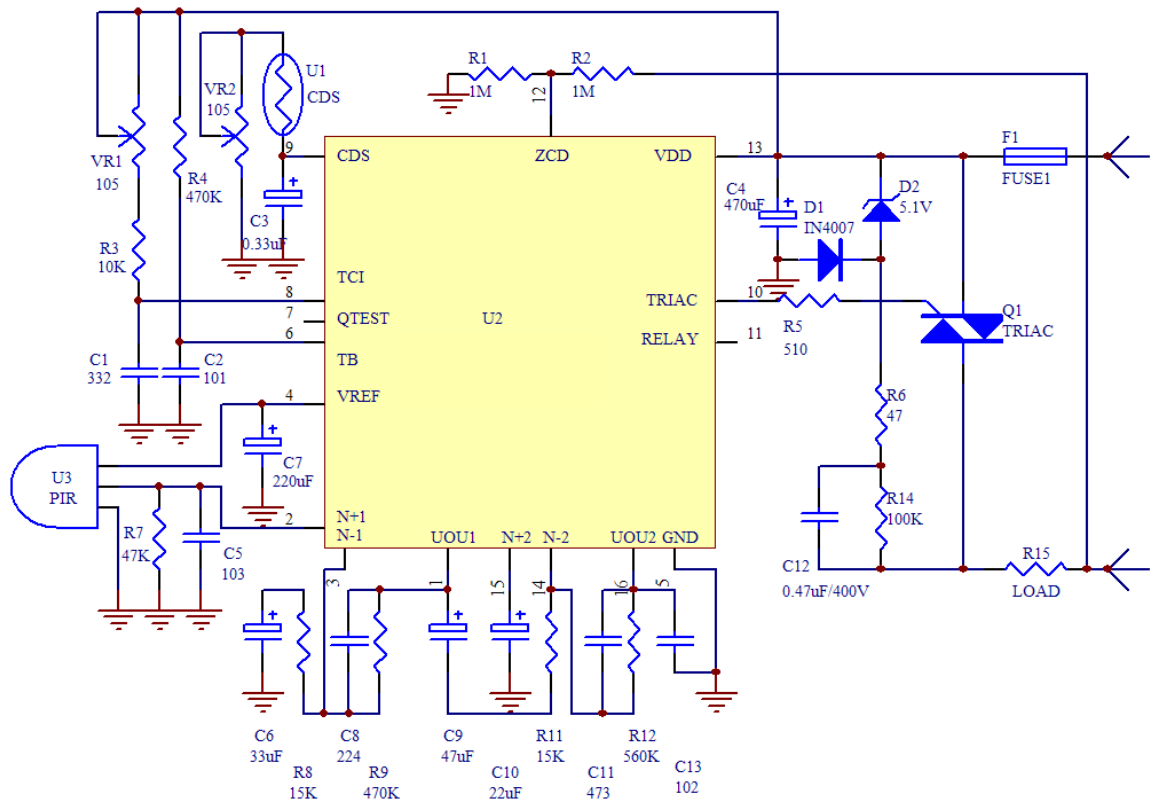 R1
1M
R2
1M
12
U1
CDS
VR2
105
VR1
105
R4
470K
9
CDS
ZCD
VDD
13
F1
FUSE1
C3
0.33uF
C4
470uF
D1
IN4007
D2
5.1V
R3
10K
TCI
8
7
QTEST
6
TB
U2
TRIAC
10
RELAY
11
R5
510
Q1
TRIAC
C1
332
C2
101
4
VREF
R6
47
U3
PIR
C7
220uF
R7
47K
C5
103
2
N+1
N-1
UOU1
N+2
N-2
UOU2
GND
R14
100K
C12
0.47uF/400V
R15
LOAD
3
1
15
14
16
5
C6
33uF
R8
15K
C8
224
R9
470K
C9
47uF
C10
22uF
R11
15K
C11
473
R12
560K
C13
102